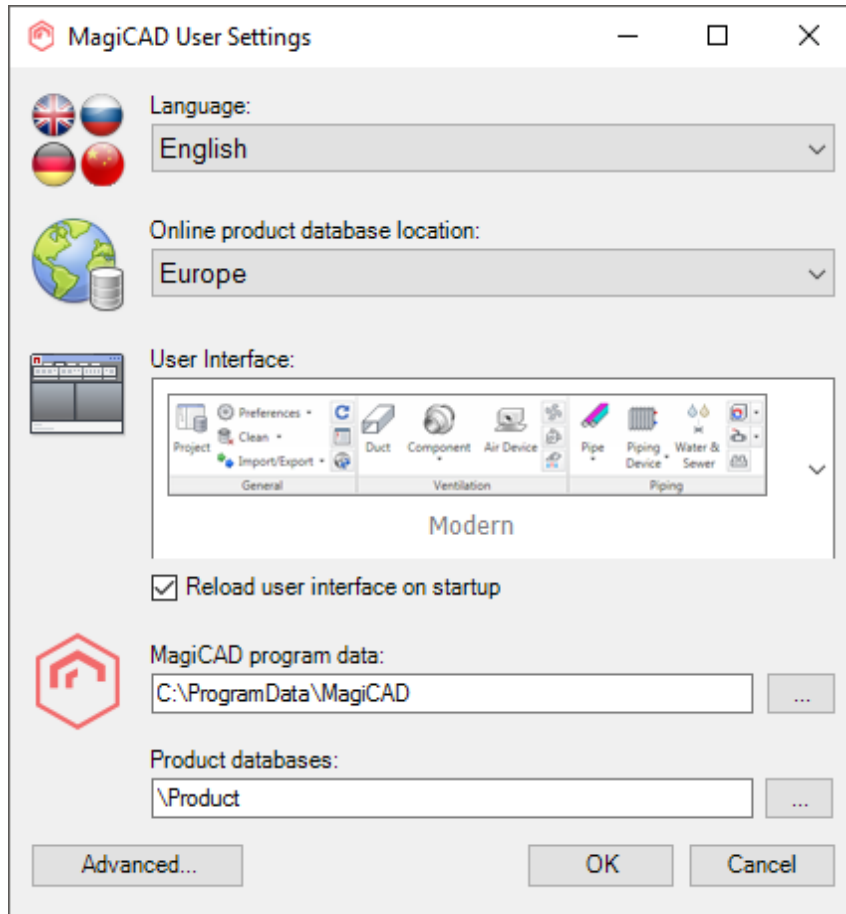 MagiCAD User Settings
Language:
English
Online product database location:
Europe
User Interface:
Project
Preferences
Clean
Import/Export
General
Duct
Component
Air Device
Ventilation
Pipe
Piping Device
Water & Sewer
Piping
Modern
Reload user interface on startup
MagiCAD program data:
C:\ProgramData\MagiCAD
...
Product databases:
\Product
...
Advanced...
OK
Cancel